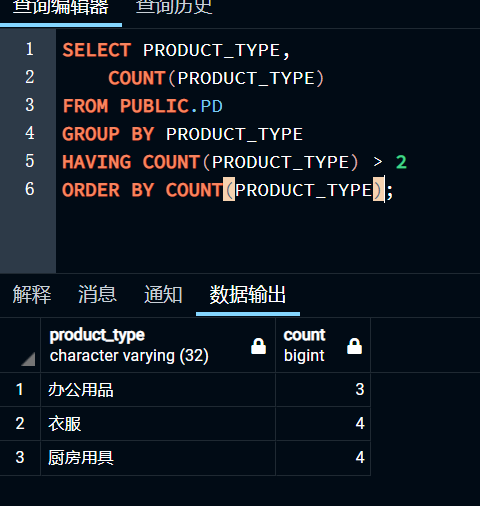 查询编辑器 查询历史
1 SELECT PRODUCT_TYPE,
2 COUNT(PRODUCT_TYPE)
3 FROM PUBLIC.PD
4 GROUP BY PRODUCT_TYPE
5 HAVING COUNT(PRODUCT_TYPE) > 2
6 ORDER BY COUNT(PRODUCT_TYPE);
解释 消息 通知 数据输出
product_type count
character varying (32) bigint
1 办公用品 3
2 衣服 4
3 厨房用具 4